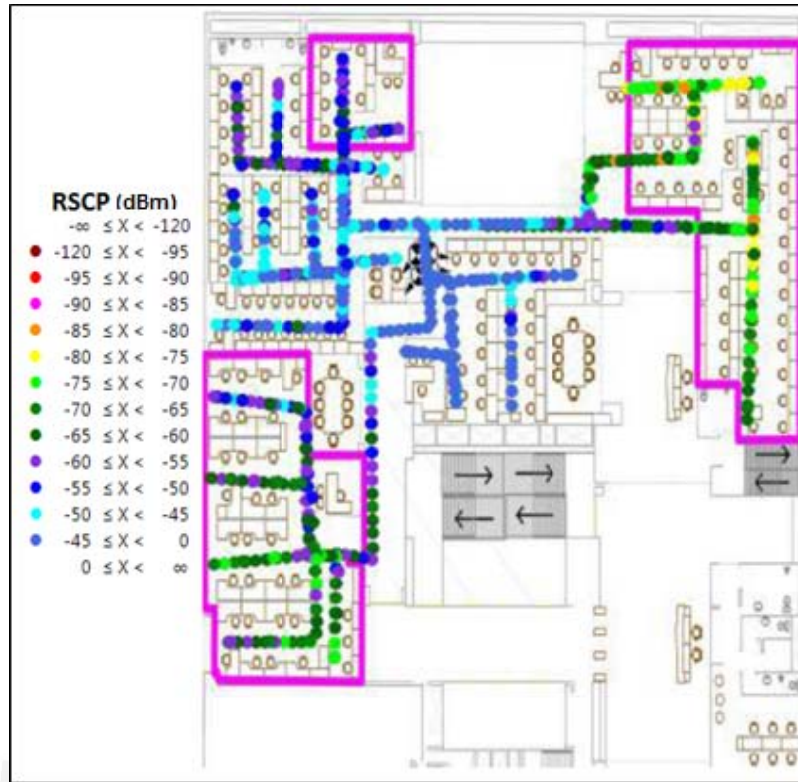 RSCP (dBm)
-∞ ≤ X < -120
-120 ≤ X < -95
-95 ≤ X < -90
-90 ≤ X < -85
-85 ≤ X < -80
-80 ≤ X < -75
-75 ≤ X < -70
-70 ≤ X < -65
-65 ≤ X < -60
-60 ≤ X < -55
-55 ≤ X < -50
-50 ≤ X < -45
-45 ≤ X < 0
0 ≤ X < ∞